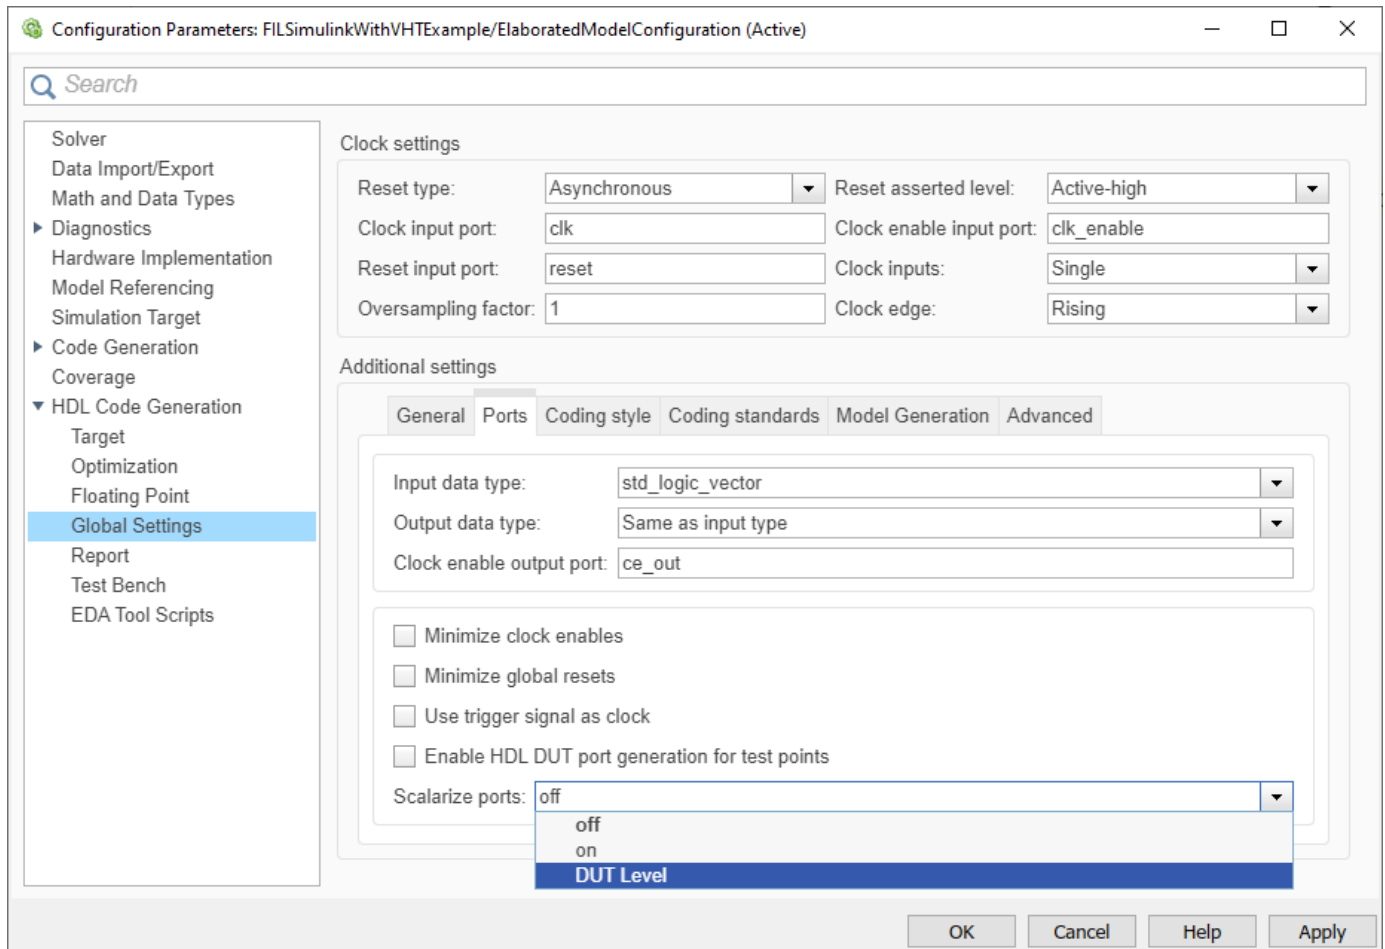 Configuration Parameters: FILSimulinkWithVHTExample/ElaboratedModelConfiguration (Active)
Search
Solver
Data Import/Export
Math and Data Types
Diagnostics
Hardware Implementation
Model Referencing
Simulation Target
Code Generation
Coverage
HDL Code Generation
Target
Optimization
Floating Point
Global Settings
Report
Test Bench
EDA Tool Scripts
Clock settings
Reset type: Asynchronous Reset asserted level: Active-high
Clock input port: clk Clock enable input port: clk_enable
Reset input port: reset Clock inputs: Single
Oversampling factor: 1 Clock edge: Rising
Additional settings
General Ports Coding style Coding standards Model Generation Advanced
Input data type: std_logic_vector
Output data type: Same as input type
Clock enable output port: ce_out
Minimize clock enables
Minimize global resets
Use trigger signal as clock
Enable HDL DUT port generation for test points
Scalarize ports: off
off
on
DUT Level
OK Cancel Help Apply